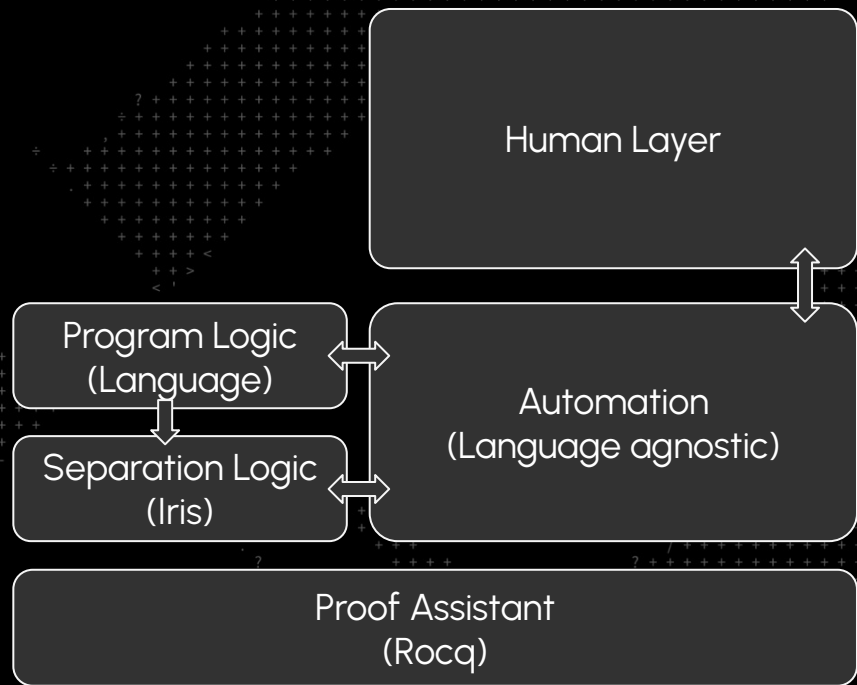 Human Layer
Program Logic
(Language)
Automation
(Language agnostic)
Separation Logic
(Iris)
Proof Assistant
(Rocq)